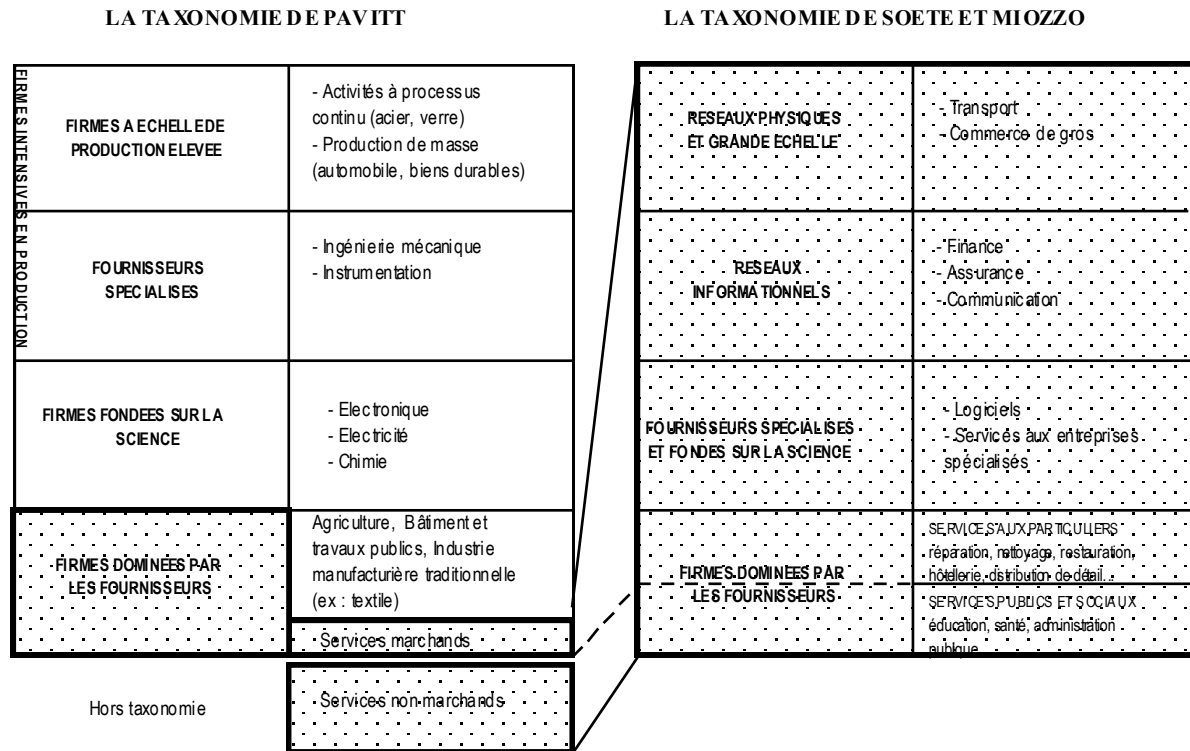 LA TAXONOMIE DE PAVITT
LA TAXONOMIE DE SOETE ET MIOZZO
FIRMES INTENSIVES EN PRODUCTION
FIRMES A ECHELLE DE
PRODUCTION ELEVEE
- Activités à processus
continu (acier, verre)
- Production de masse
(automobile, biens durables)
FOURNISSEURS
SPECIALISES
- Ingénierie mécanique
- Instrumentation
FIRMES FONDEES SUR LA
SCIENCE
- Electronique
- Electricité
- Chimie
FIRMES DOMINÉES PAR
LES FOURNISSEURS
Agriculture, Bâtiment et
travaux publics, Industrie
manufacturière traditionnelle
(ex : textile)
Services marchands
Hors taxonomie
Services non-marchands
RESEAUX PHYSIQUES
ET GRANDE ECHELLE
- Transport
- Commerce de gros
RESEAUX
INFORMATIONNELS
- Finance
- Assurance
- Communication
FOURNISSEURS SPECIALISES
ET FONDES SUR LA SCIENCE
- Logiciels
- Services aux entreprises
spécialisés
FIRMES DOMINÉES PAR
LES FOURNISSEURS
SERVICES AUX PARTICULIERS
réparation, nettoyage, restauration,
hôtellerie, distribution de détail...
SERVICES PUBLICS ET SOCIAUX
éducation, santé, administration
publique